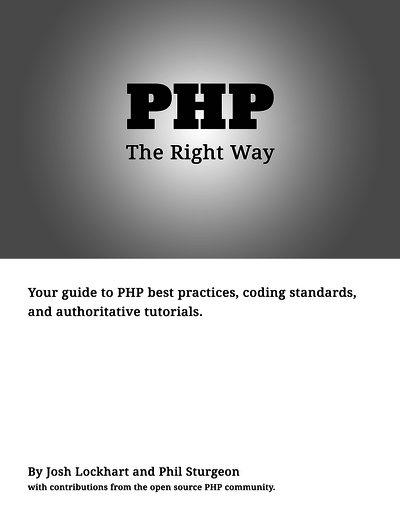 PHP
The Right Way
Your guide to PHP best practices, coding standards,
and authoritative tutorials.
By Josh Lockhart and Phil Sturgeon
with contributions from the open source PHP community.